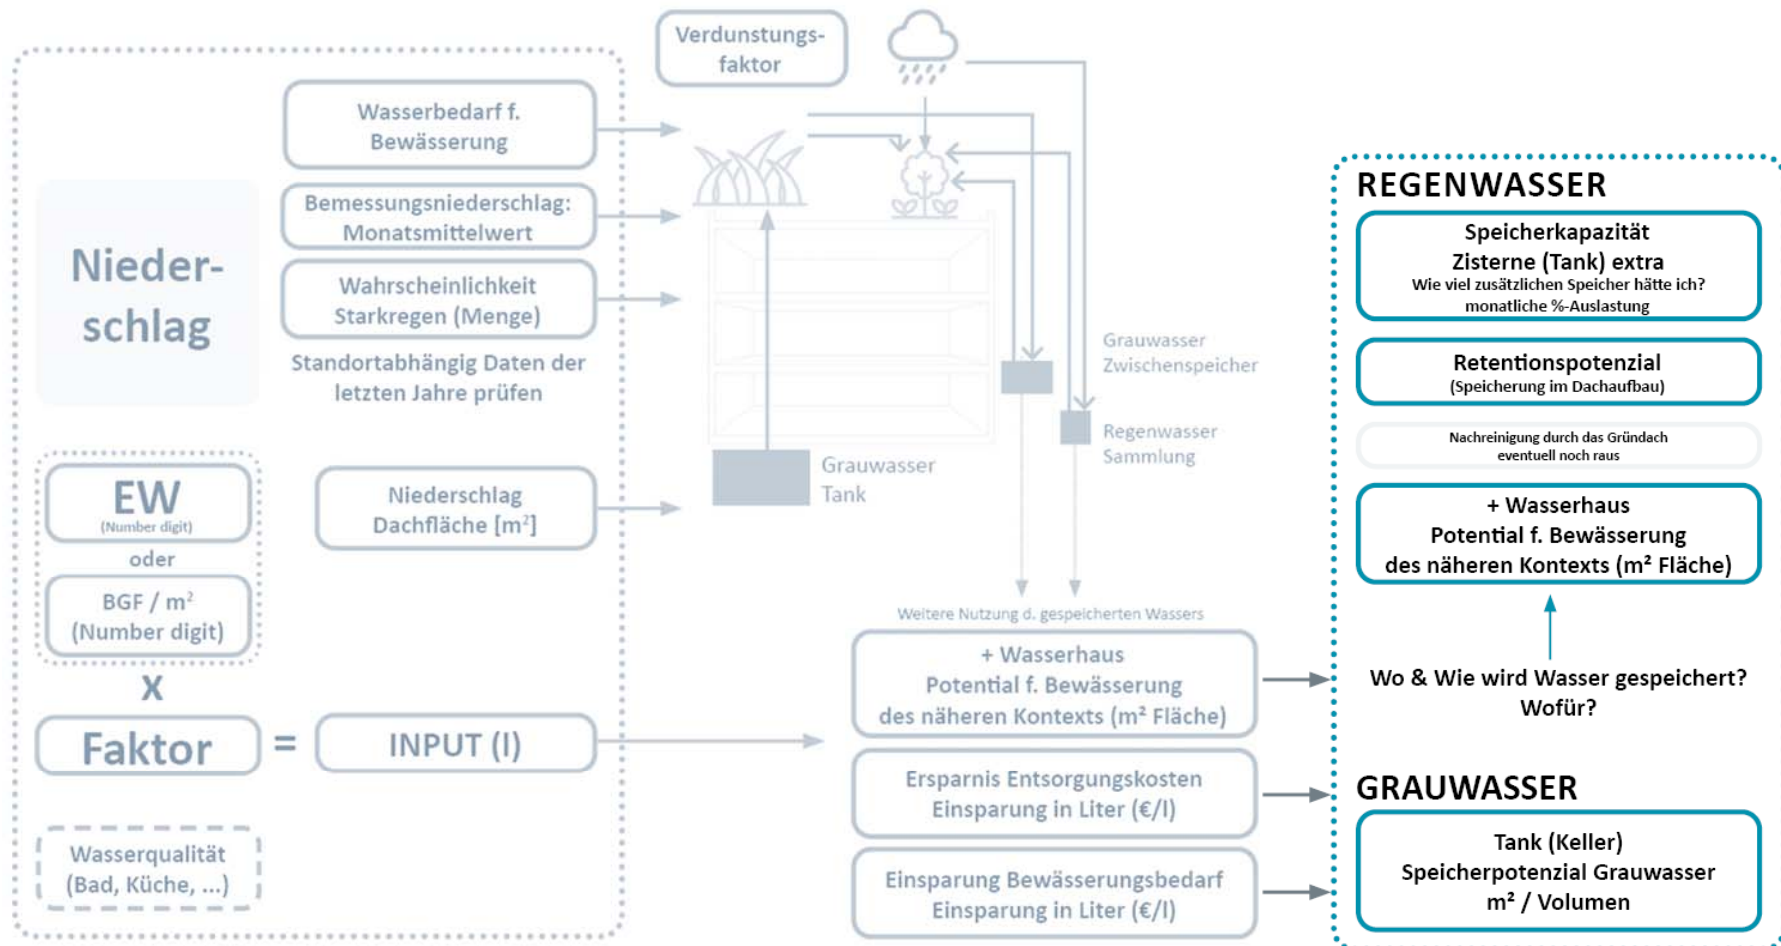 Verdunstungs-
faktor
Wasserbedarf f.
Bewässerung
Bemessungsniederschlag:
Monatsmittelwert
Nieder-
schlag
Wahrscheinlichkeit
Starkregen (Menge)
Standortabhängig Daten der
letzten Jahre prüfen
EW
(Number digit)
oder
BGF / m²
(Number digit)
x
Faktor
=
INPUT (l)
Niederschlag
Dachfläche [m²]
Wasserqualität
(Bad, Küche, ...)
Grauwasser
Tank
Grauwasser
Zwischenspeicher
Regenwasser
Sammlung
Weitere Nutzung d. gespeicherten Wassers
+ Wasserhaus
Potential f. Bewässerung
des näheren Kontexts (m² Fläche)
Ersparnis Entsorgungskosten
Einsparung in Liter (€/l)
Einsparung Bewässerungsbedarf
Einsparung in Liter (€/l)
REGENWASSER
Speicherkapazität
Zisterne (Tank) extra
Wie viel zusätzlichen Speicher hätte ich?
monatliche %-Auslastung
Retentionspotenzial
(Speicherung im Dachaufbau)
Nachreinigung durch das Gründach
eventuell noch raus
+ Wasserhaus
Potential f. Bewässerung
des näheren Kontexts (m² Fläche)
Wo & Wie wird Wasser gespeichert?
Wofür?
GRAUWASSER
Tank (Keller)
Speicherpotenzial Grauwasser
m² / Volumen